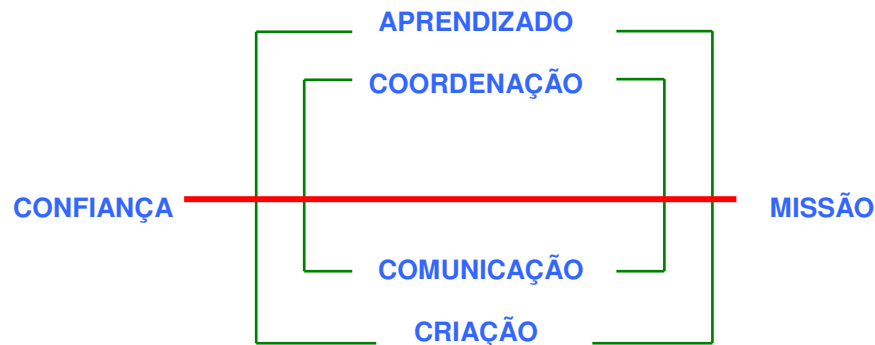 APRENDIZADO
COORDENAÇÃO
CONFIANÇA
MISSÃO
COMUNICAÇÃO
CRIAÇÃO